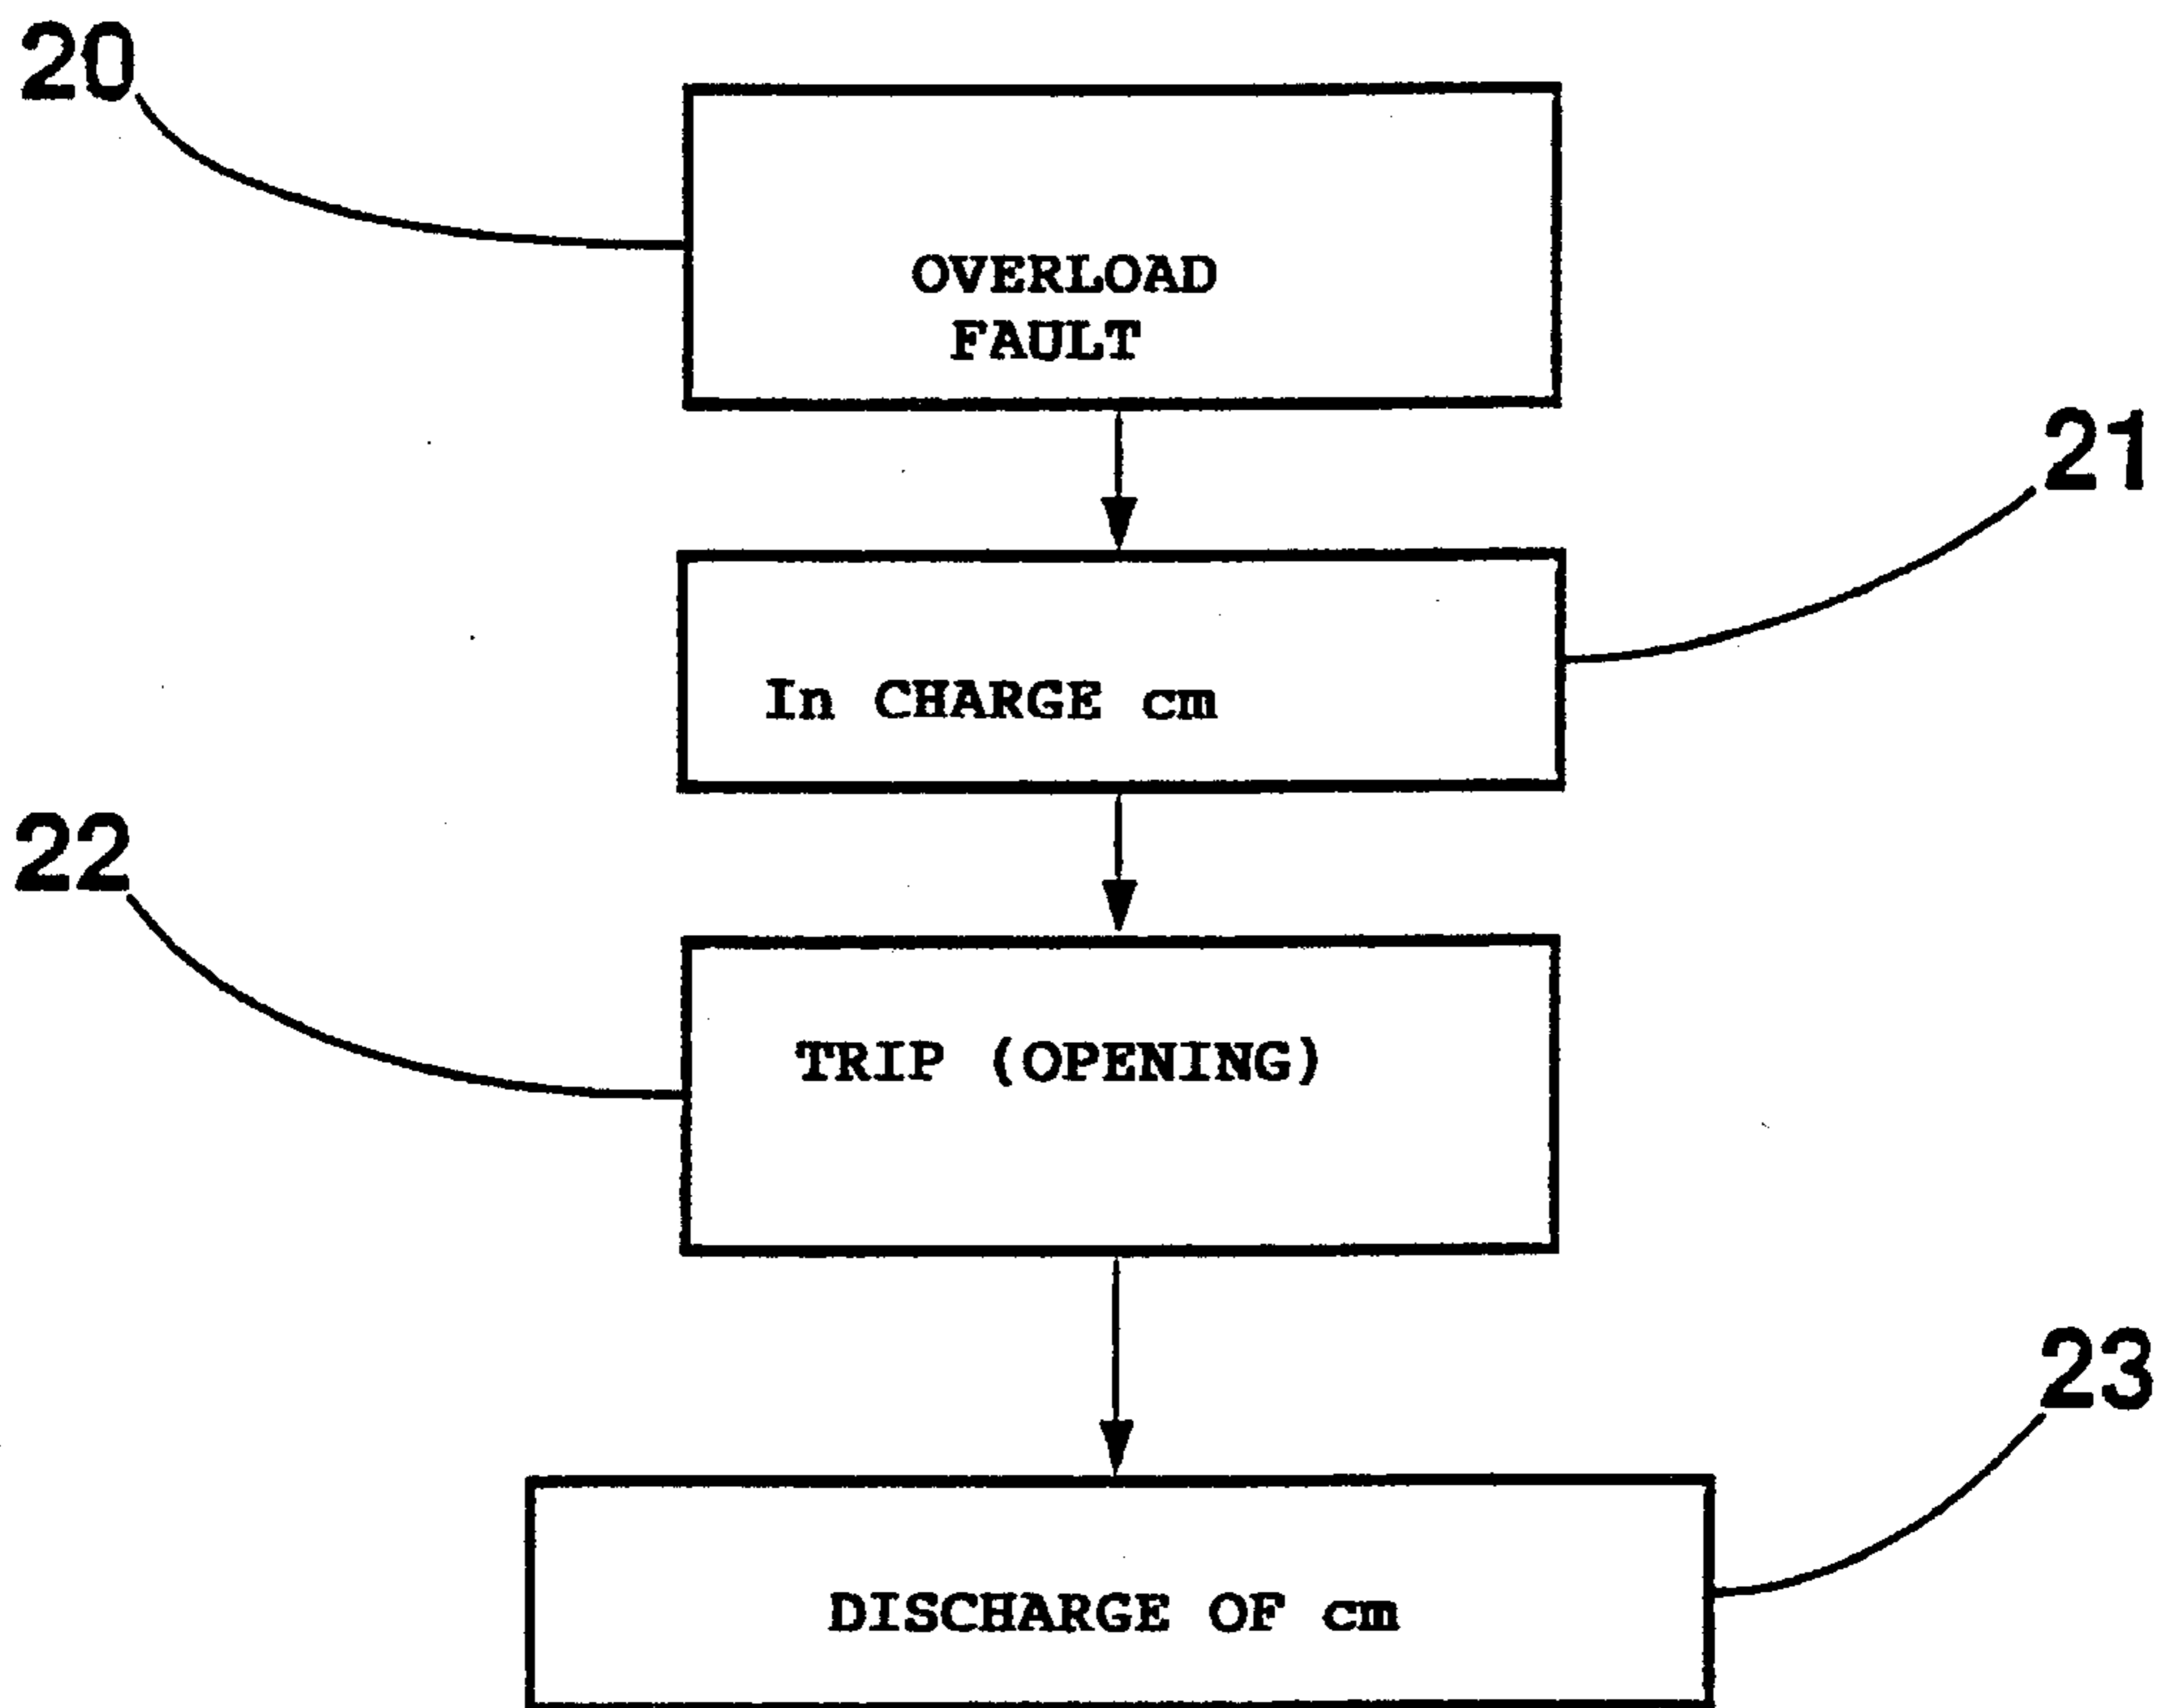 20
OVERLOAD
FAULT
21
In CHARGE cm
22
TRIP (OPENING)
23
DISCHARGE OF cm